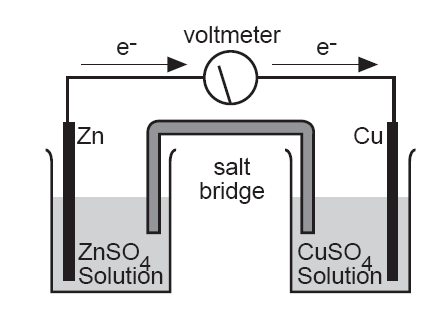 voltmeter
e-
e-
Zn
Cu
salt
bridge
ZnSO4
Solution
CuSO4
Solution